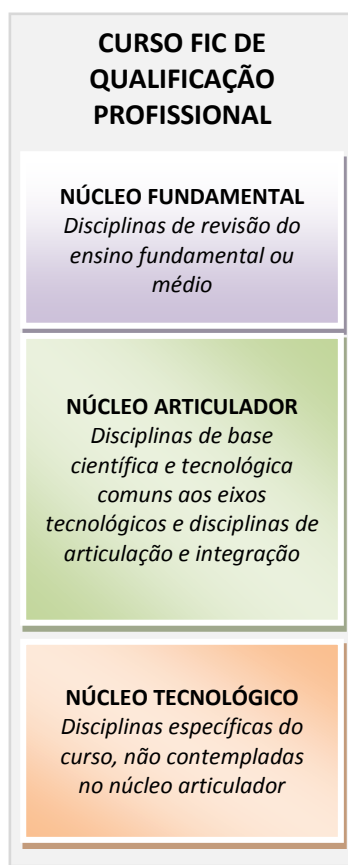 CURSO FIC DE
QUALIFICAÇÃO
PROFISSIONAL
NÚCLEO FUNDAMENTAL
Disciplinas de revisão do
ensino fundamental ou
médio
NÚCLEO ARTICULADOR
Disciplinas de base
científica e tecnológica
comuns aos eixos
tecnológicos e disciplinas de
articulação e integração
NÚCLEO TECNOLÓGICO
Disciplinas específicas do
curso, não contempladas
no núcleo articulador